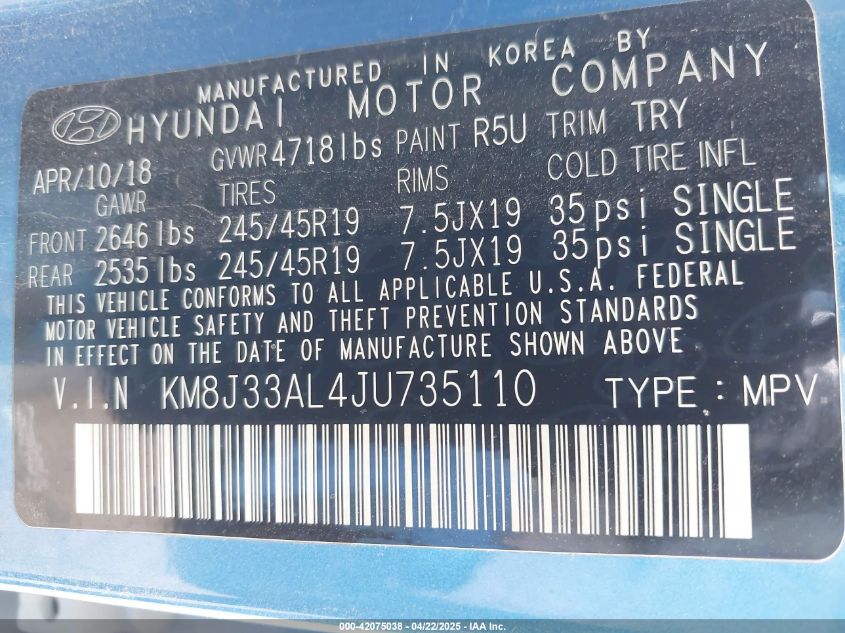 MANUFACTURED IN KOREA BY
HYUNDAI MOTOR COMPANY
APR/10/18 GVWR 4718lbs PAINT R5U TRIM TRY
GAWR TIRES RIMS COLD TIRE INFL
FRONT 2646lbs 245/45R19 7.5JX19 35psi SINGLE
REAR 2535lbs 245/45R19 7.5JX19 35psi SINGLE
THIS VEHICLE CONFORMS TO ALL APPLICABLE U.S.A. FEDERAL
MOTOR VEHICLE SAFETY AND THEFT PREVENTION STANDARDS
IN EFFECT ON THE DATE OF MANUFACTURE SHOWN ABOVE
V.I.N KM8J33AL4JU735110 TYPE : MPV
000-42075038 - 04/22/2025 - IAA Inc.